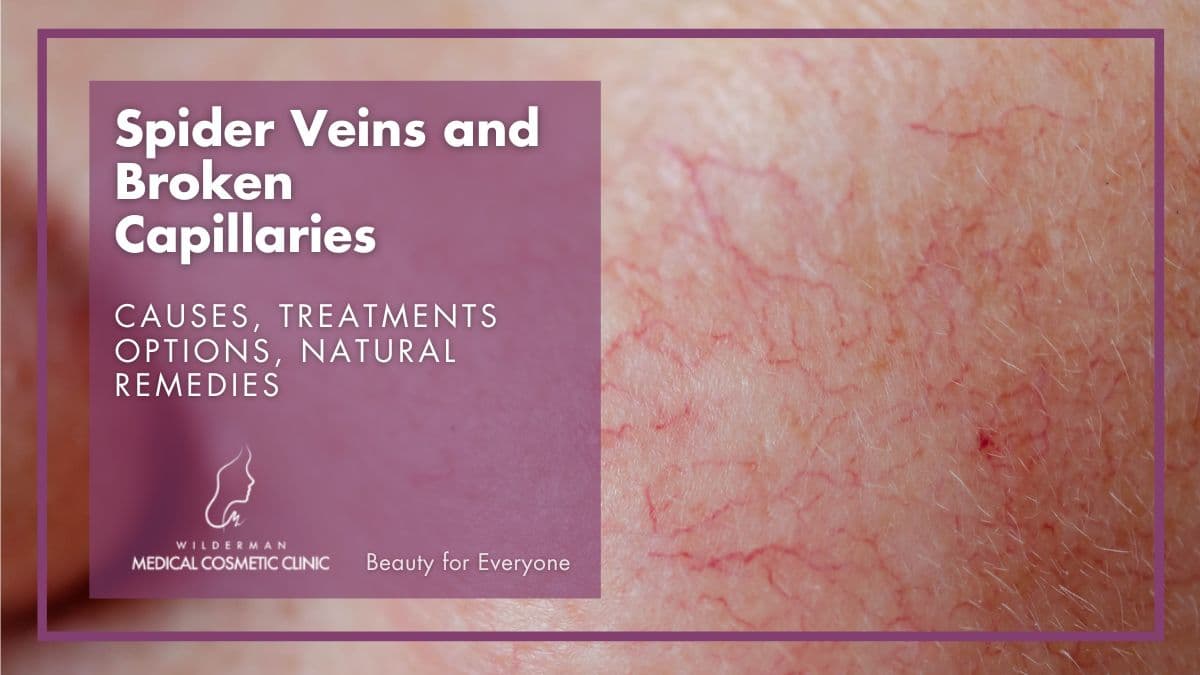 Spider Veins and
Broken
Capillaries
CAUSES, TREATMENTS
OPTIONS, NATURAL
REMEDIES
WILDERMAN
MEDICAL COSMETIC CLINIC
Beauty for Everyone